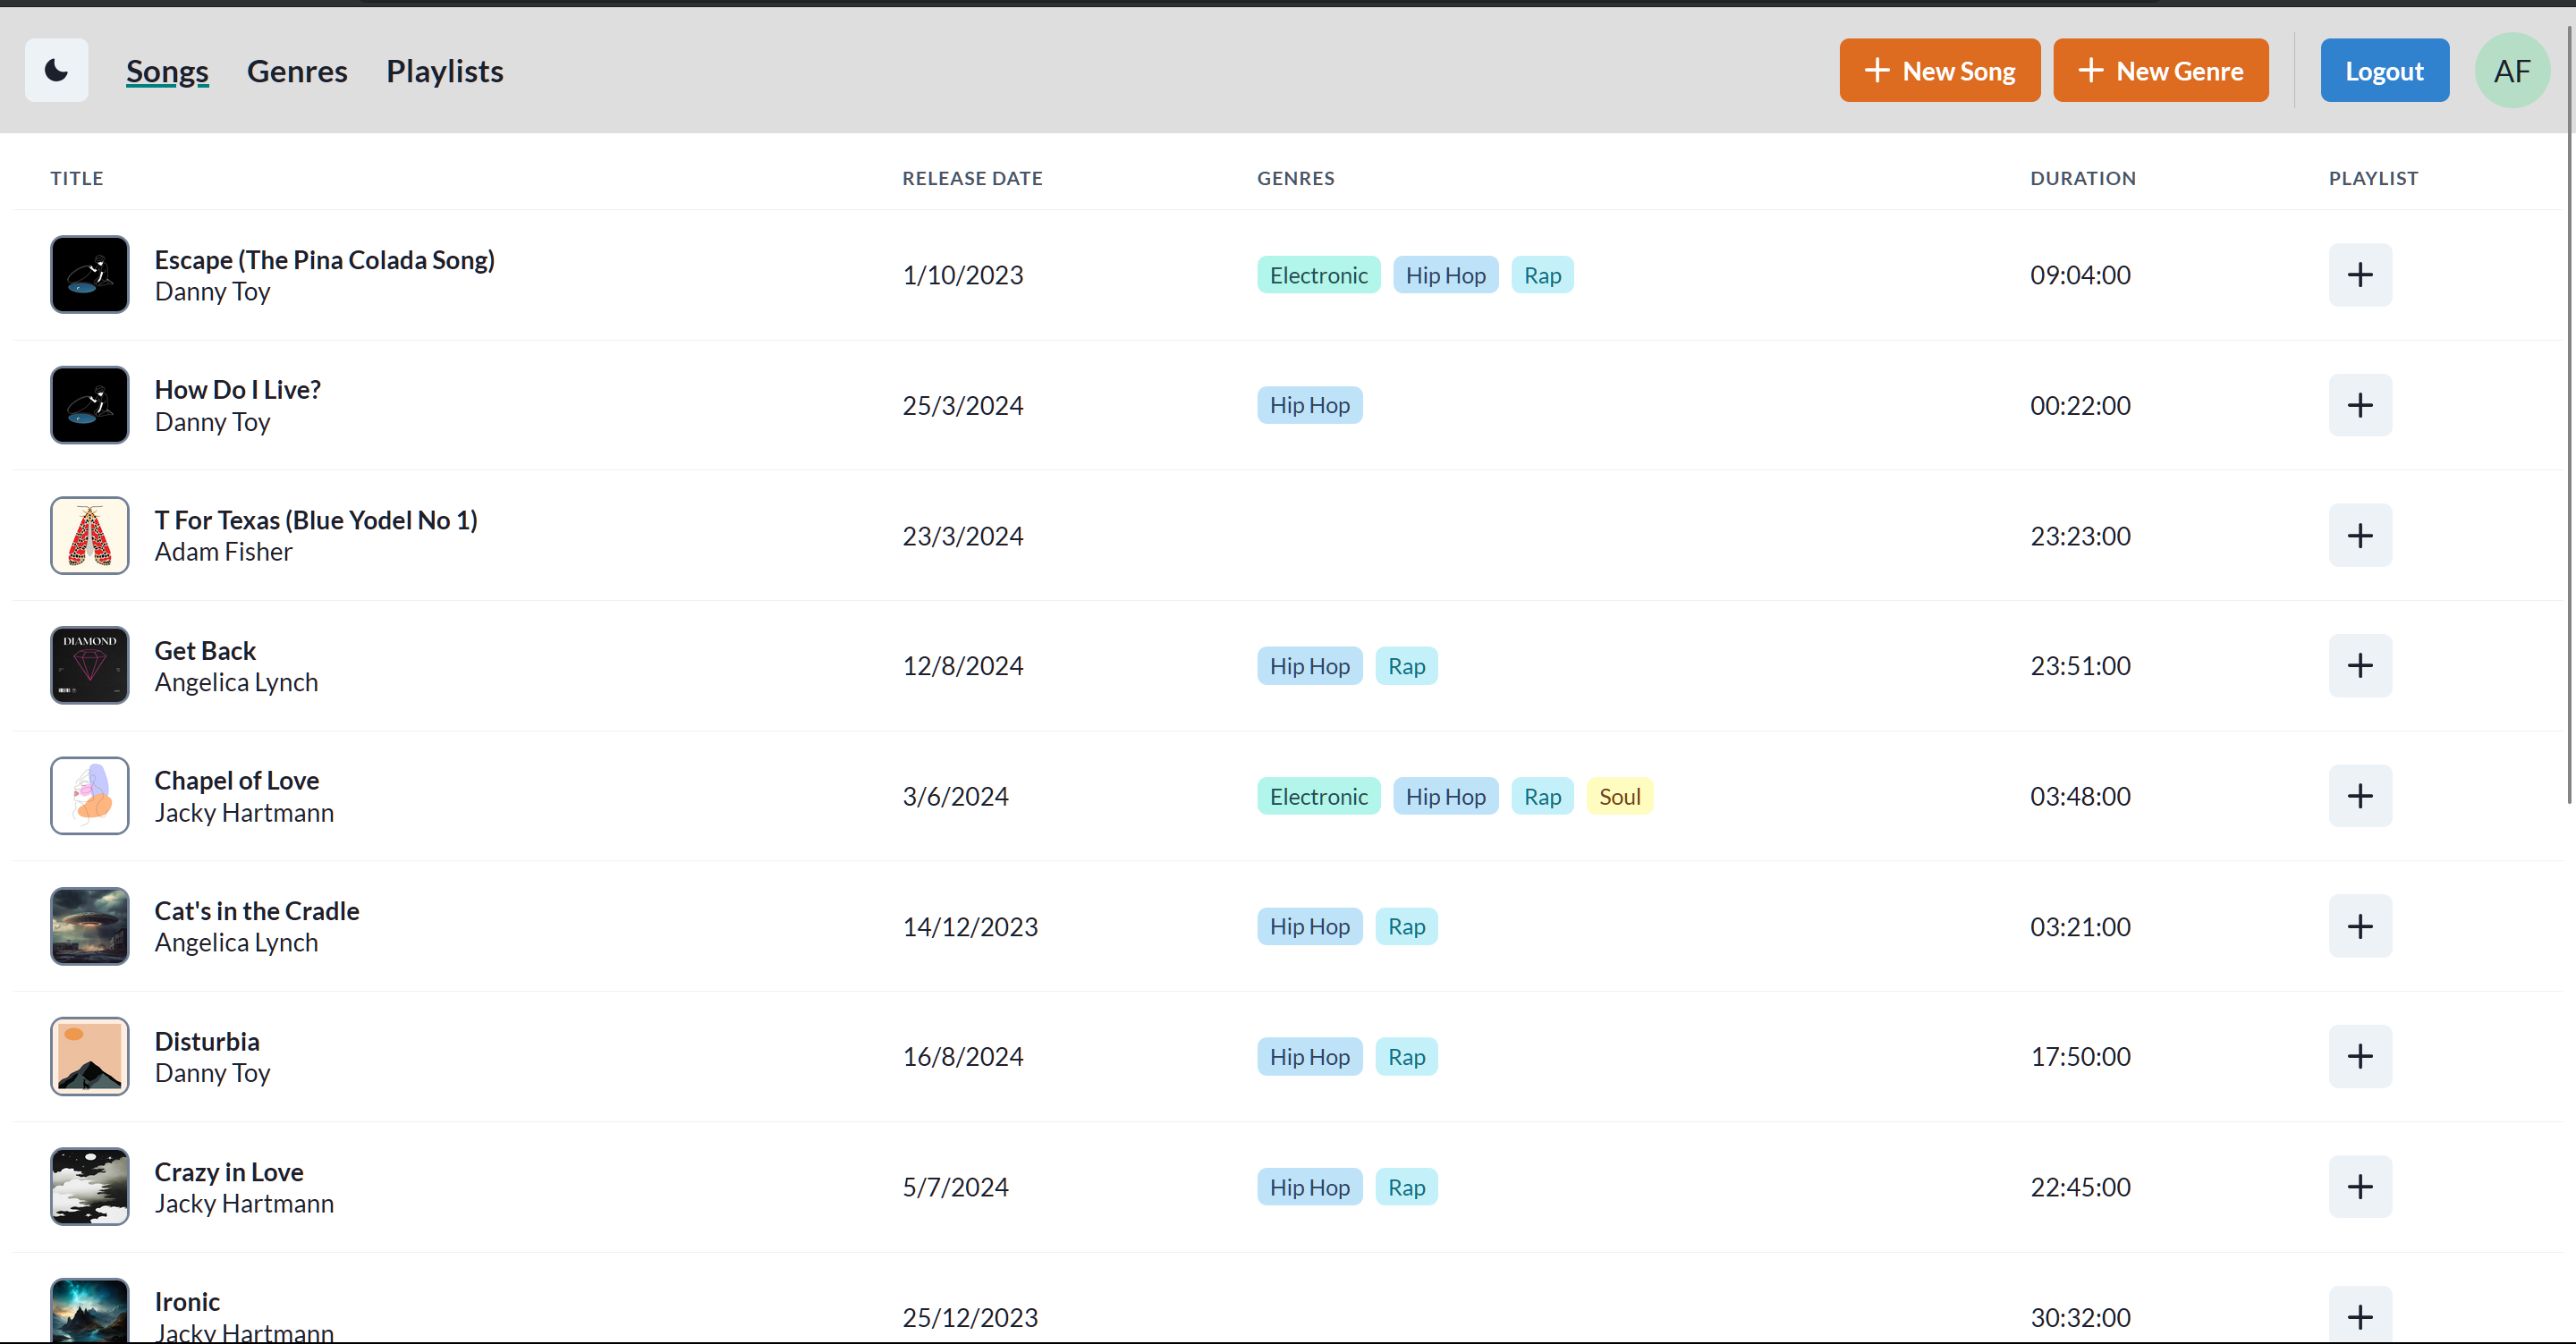 Songs Genres Playlists + New Song + New Genre Logout AF
TITLE RELEASE DATE GENRES DURATION PLAYLIST
Escape (The Pina Colada Song)
Danny Toy
1/10/2023 Electronic Hip Hop Rap 09:04:00
How Do I Live?
Danny Toy
25/3/2024 Hip Hop 00:22:00
T For Texas (Blue Yodel No 1)
Adam Fisher
23/3/2024 23:23:00
DIAMOND
Get Back
Angelica Lynch
12/8/2024 Hip Hop Rap 23:51:00
Chapel of Love
Jacky Hartmann
3/6/2024 Electronic Hip Hop Rap Soul 03:48:00
Cat's in the Cradle
Angelica Lynch
14/12/2023 Hip Hop Rap 03:21:00
Disturbia
Danny Toy
16/8/2024 Hip Hop Rap 17:50:00
Crazy in Love
Jacky Hartmann
5/7/2024 Hip Hop Rap 22:45:00
Ironic
Jacky Hartmann
25/12/2023 30:32:00